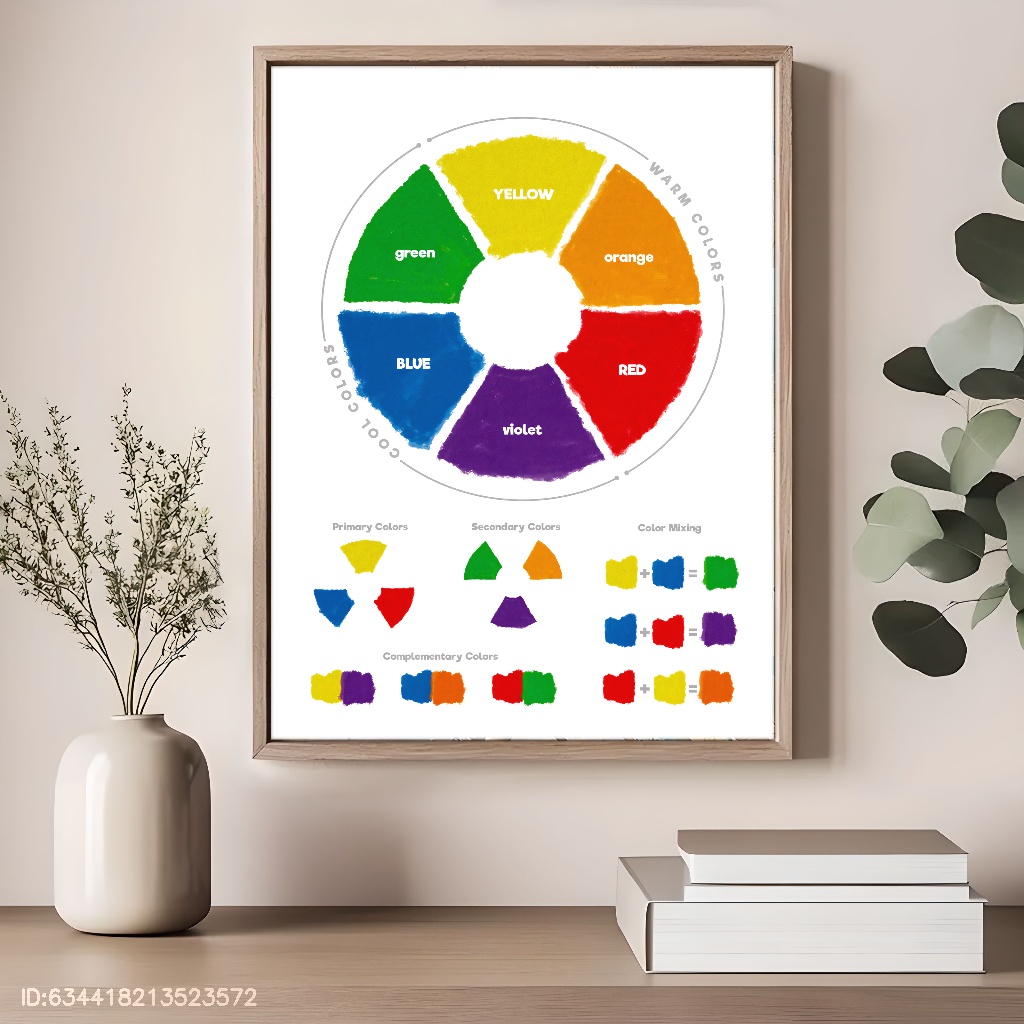 YELLOW
WARM COLORS
green
orange
BLUE
RED
COOL COLORS
violet
Primary Colors
Secondary Colors
Color Mixing
+ =
+ =
Complementary Colors
+ =
ID:634418213523572